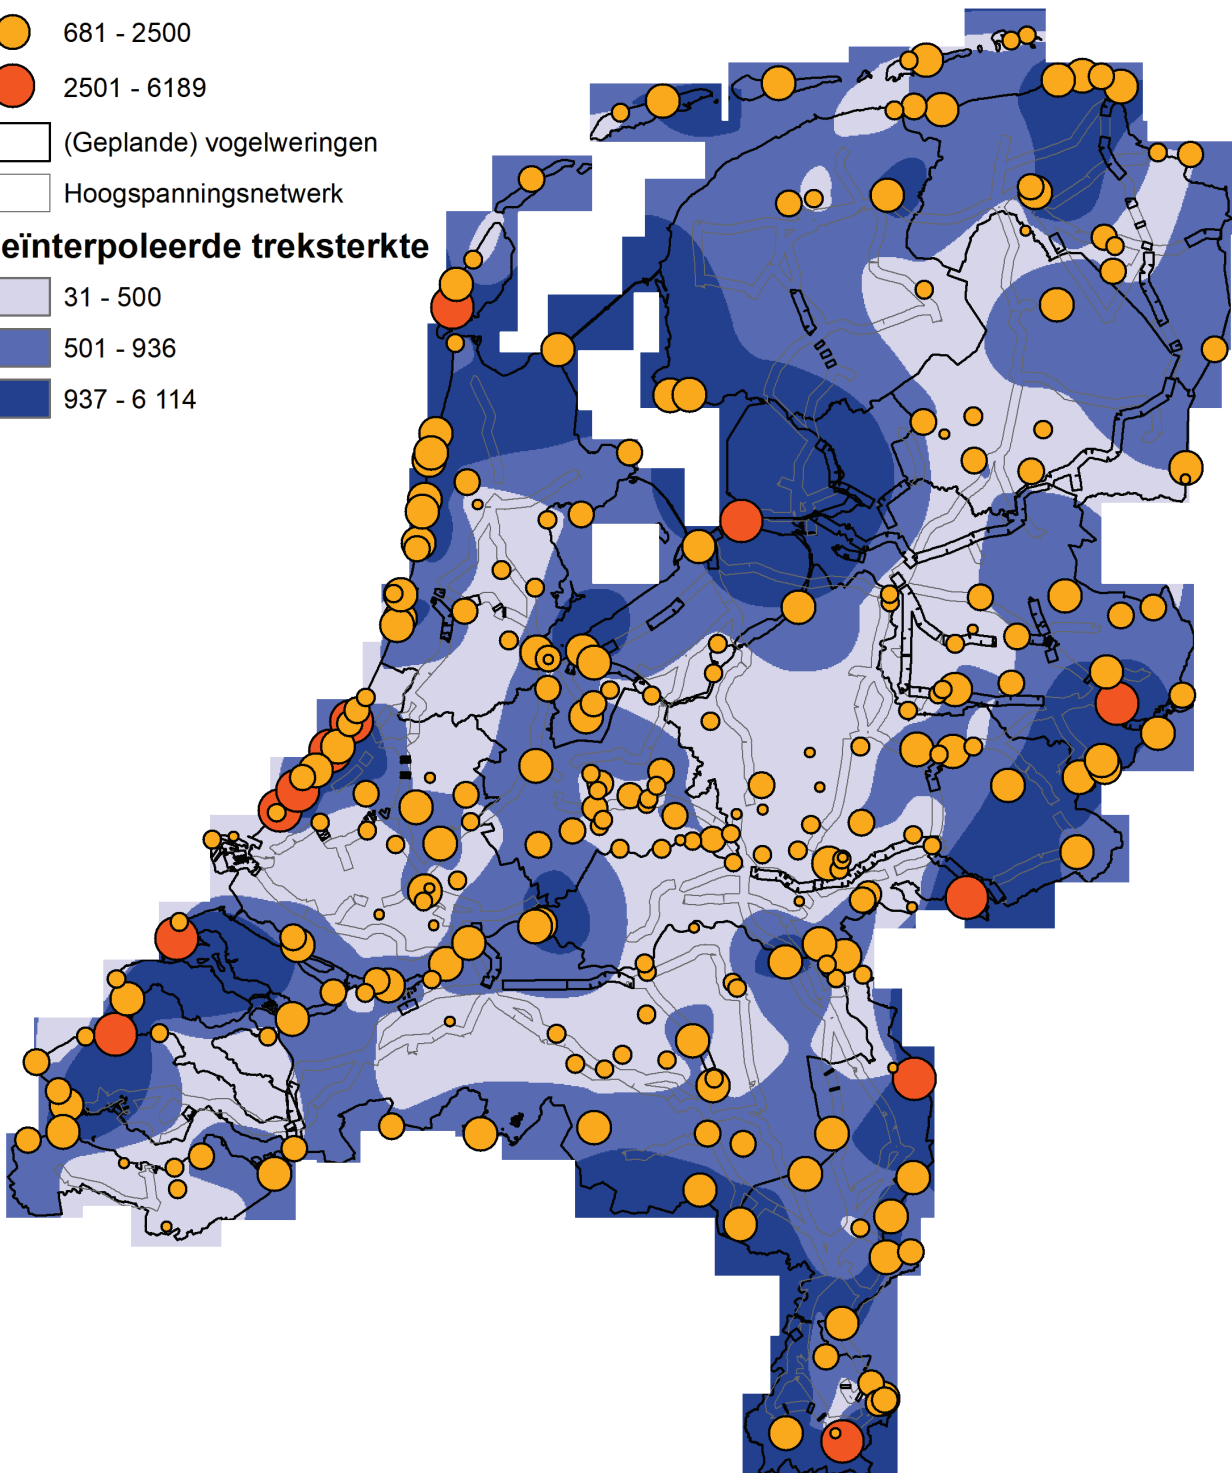 681 - 2500
2501 - 6189
(Geplande) vogelweringen
Hoogspanningsnetwerk
eïnterpoleerde treksterkte
31 - 500
501 - 936
937 - 6 114